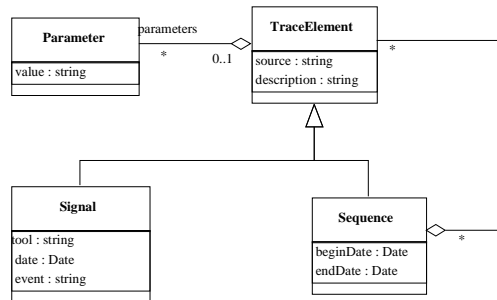 Parameter
value : string
parameters
*
0..1
TraceElement
source : string
description : string
*
Signal
tool : string
date : Date
event : string
Sequence
beginDate : Date
endDate : Date
*